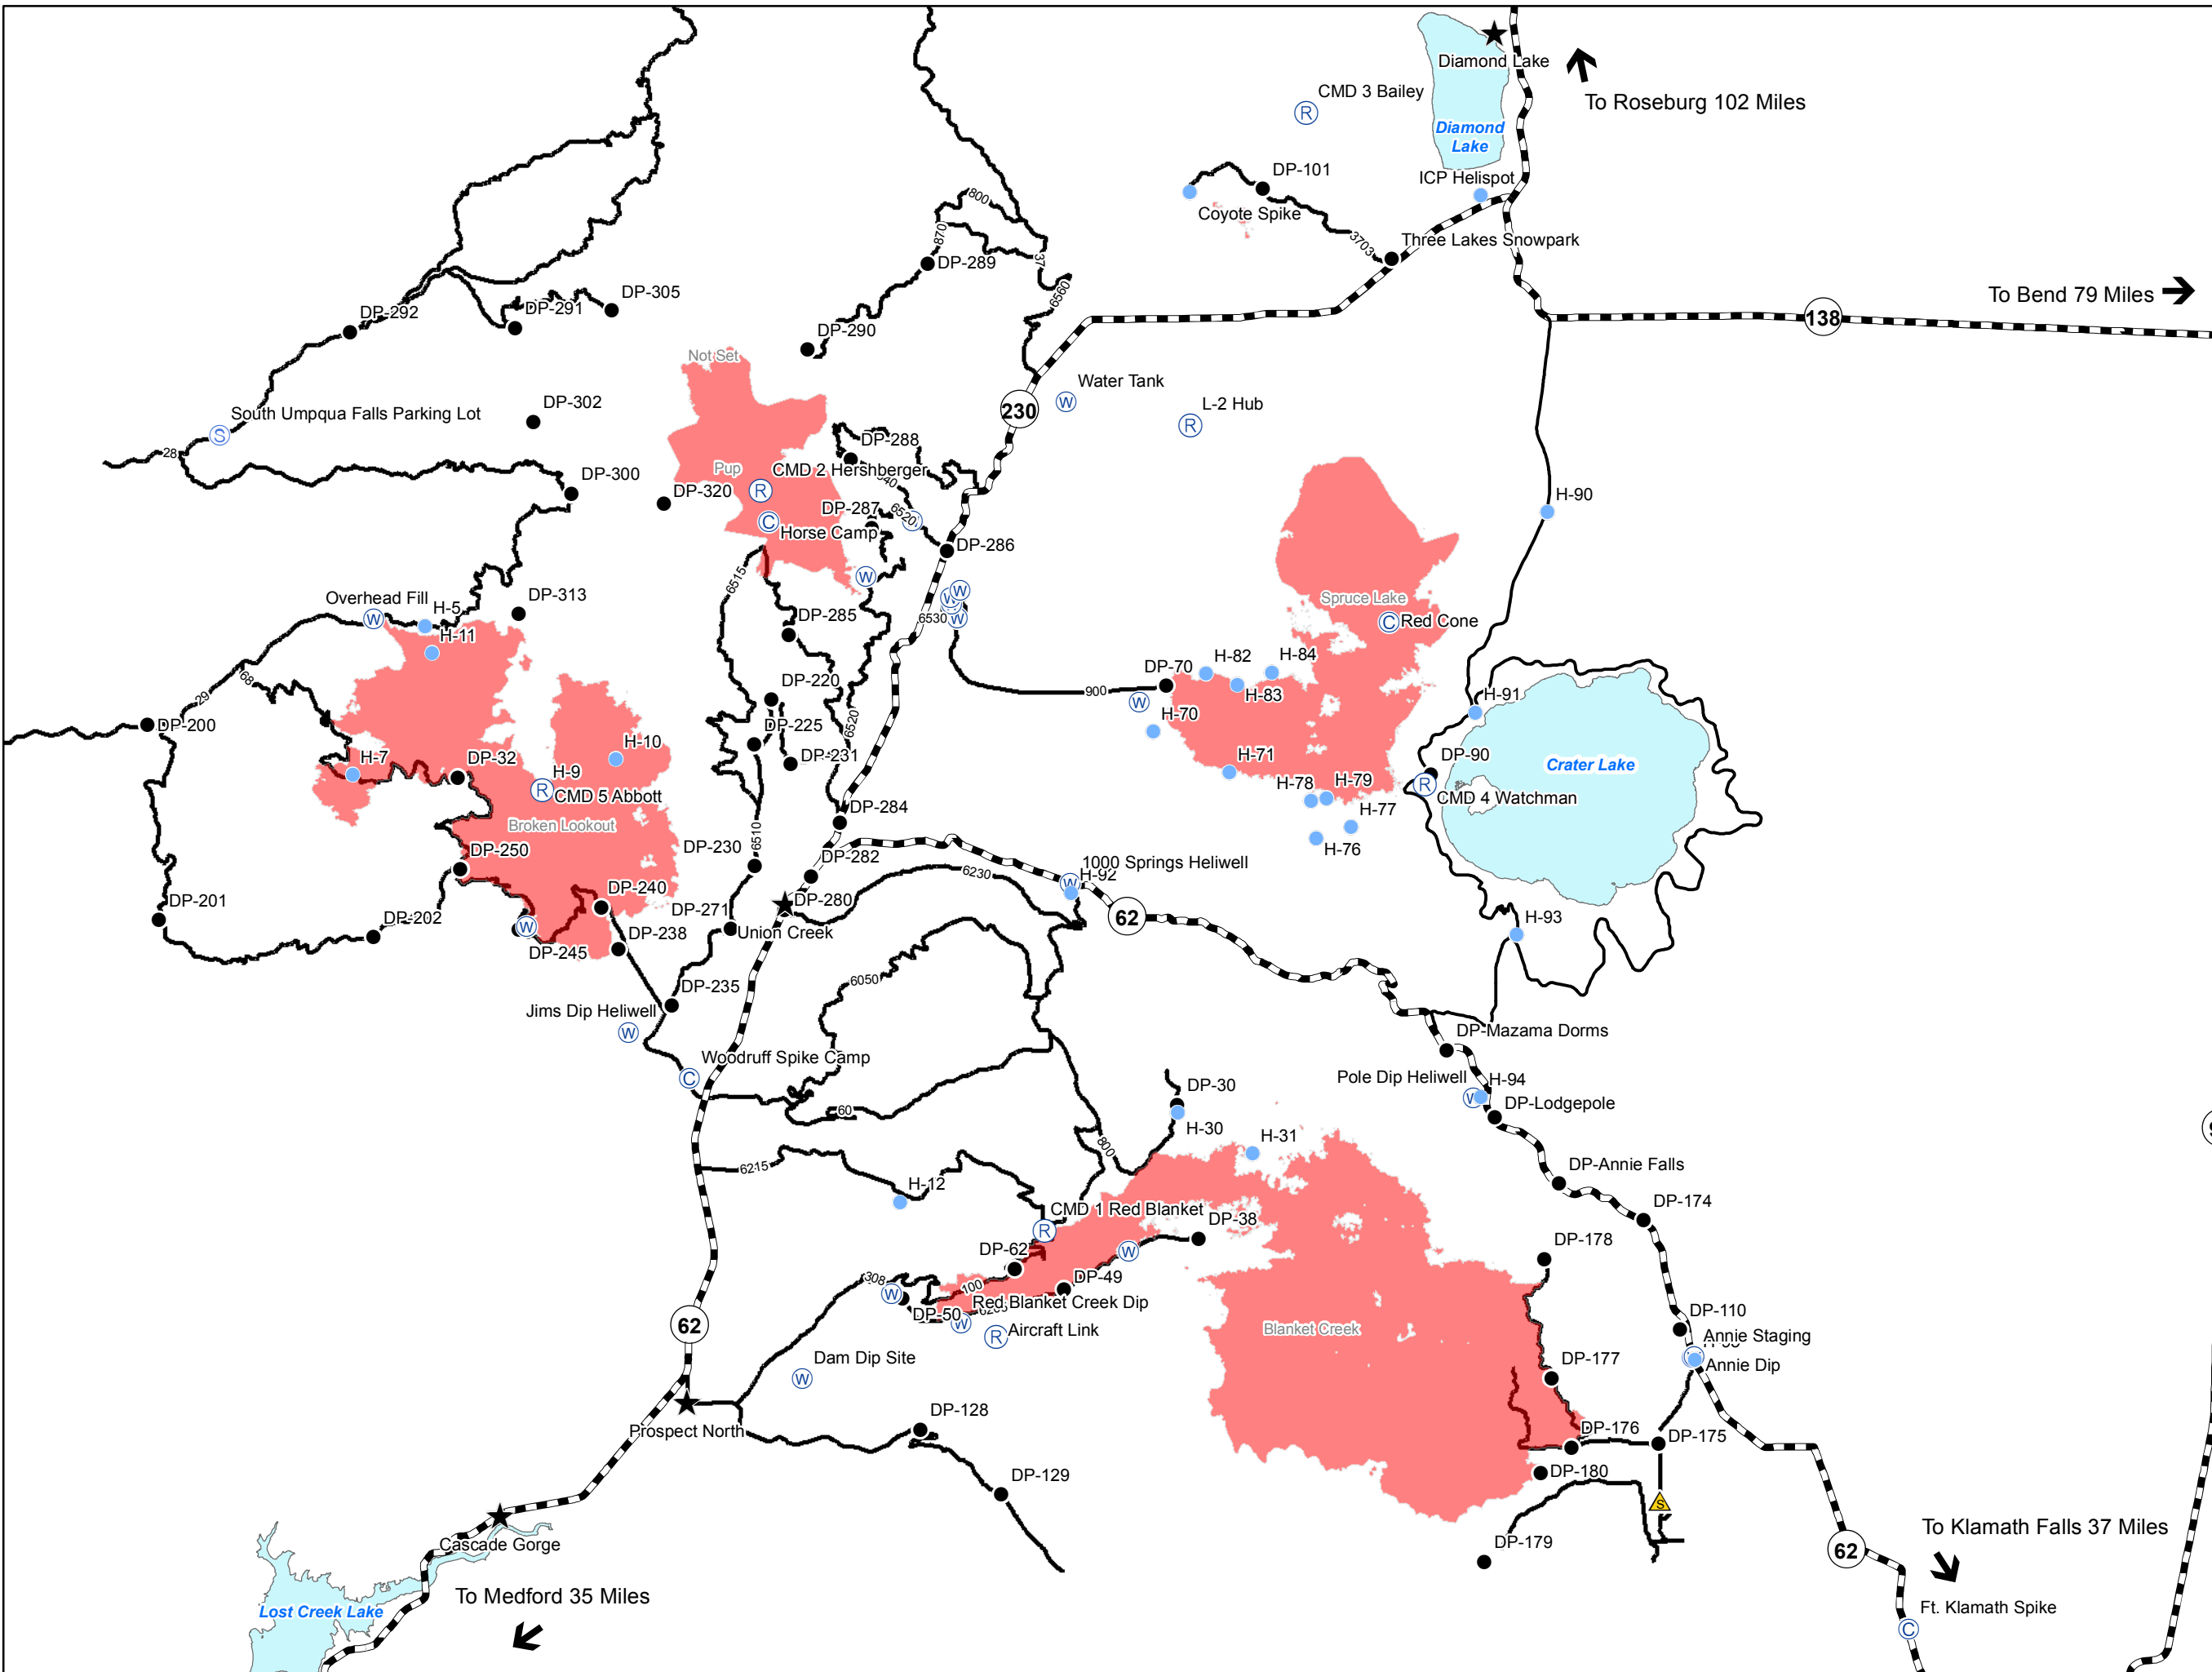 Diamond Lake
To Roseburg 102 Miles
CMD 3 Bailey
R
Diamond
Lake
DP-101
ICP Helispot
Coyote Spike
800
870
3703
Three Lakes Snowpark
37
DP-289
6560
To Bend 79 Miles
DP-305
DP-291
DP-292
138
DP-290
Not Set
Water Tank
W
230
L-2 Hub
R
South Umpqua Falls Parking Lot
S
DP-302
28
DP-288
Pup
CMD 2 Hershberger
R
DP-300
DP-320
DP-287
6520
C
Horse Camp
H-90
DP-286
W
6515
Overhead Fill
W
H-5
DP-313
W
W
W
6530
Spruce Lake
C
Red Cone
H-11
DP-285
H-82
H-84
DP-70
H-83
68
29
900
W
DP-220
H-91
DP-200
DP-225
6520
H-70
H-10
H-7
DP-32
DP-231
H-71
DP-90
Crater Lake
H-9
R
CMD 5 Abbott
H-78
H-79
R
CMD 4 Watchman
DP-284
H-77
Broken Lookout
6510
DP-230
DP-250
DP-282
H-76
1000 Springs Heliwell
W
H-92
6230
DP-240
DP-280
DP-201
DP-202
DP-271
Union Creek
62
H-93
W
DP-245
DP-238
6050
DP-235
Jims Dip Heliwell
W
DP-Mazama Dorms
Woodruff Spike Camp
C
Pole Dip Heliwell
W
H-94
DP-30
60
DP-Lodgepole
H-30
800
H-31
6215
DP-Annie Falls
H-12
DP-174
CMD 1 Red Blanket
R
DP-38
DP-62
W
DP-178
308
W
100
DP-49
Red Blanket Creek Dip
DP-50
W
R
Aircraft Link
62
Blanket Creek
DP-110
Annie Staging
Annie Dip
Dam Dip Site
W
DP-177
DP-128
Prospect North
DP-176
DP-175
DP-129
DP-180
S
Cascade Gorge
DP-179
To Klamath Falls 37 Miles
62
To Medford 35 Miles
Lost Creek Lake
Ft. Klamath Spike
C